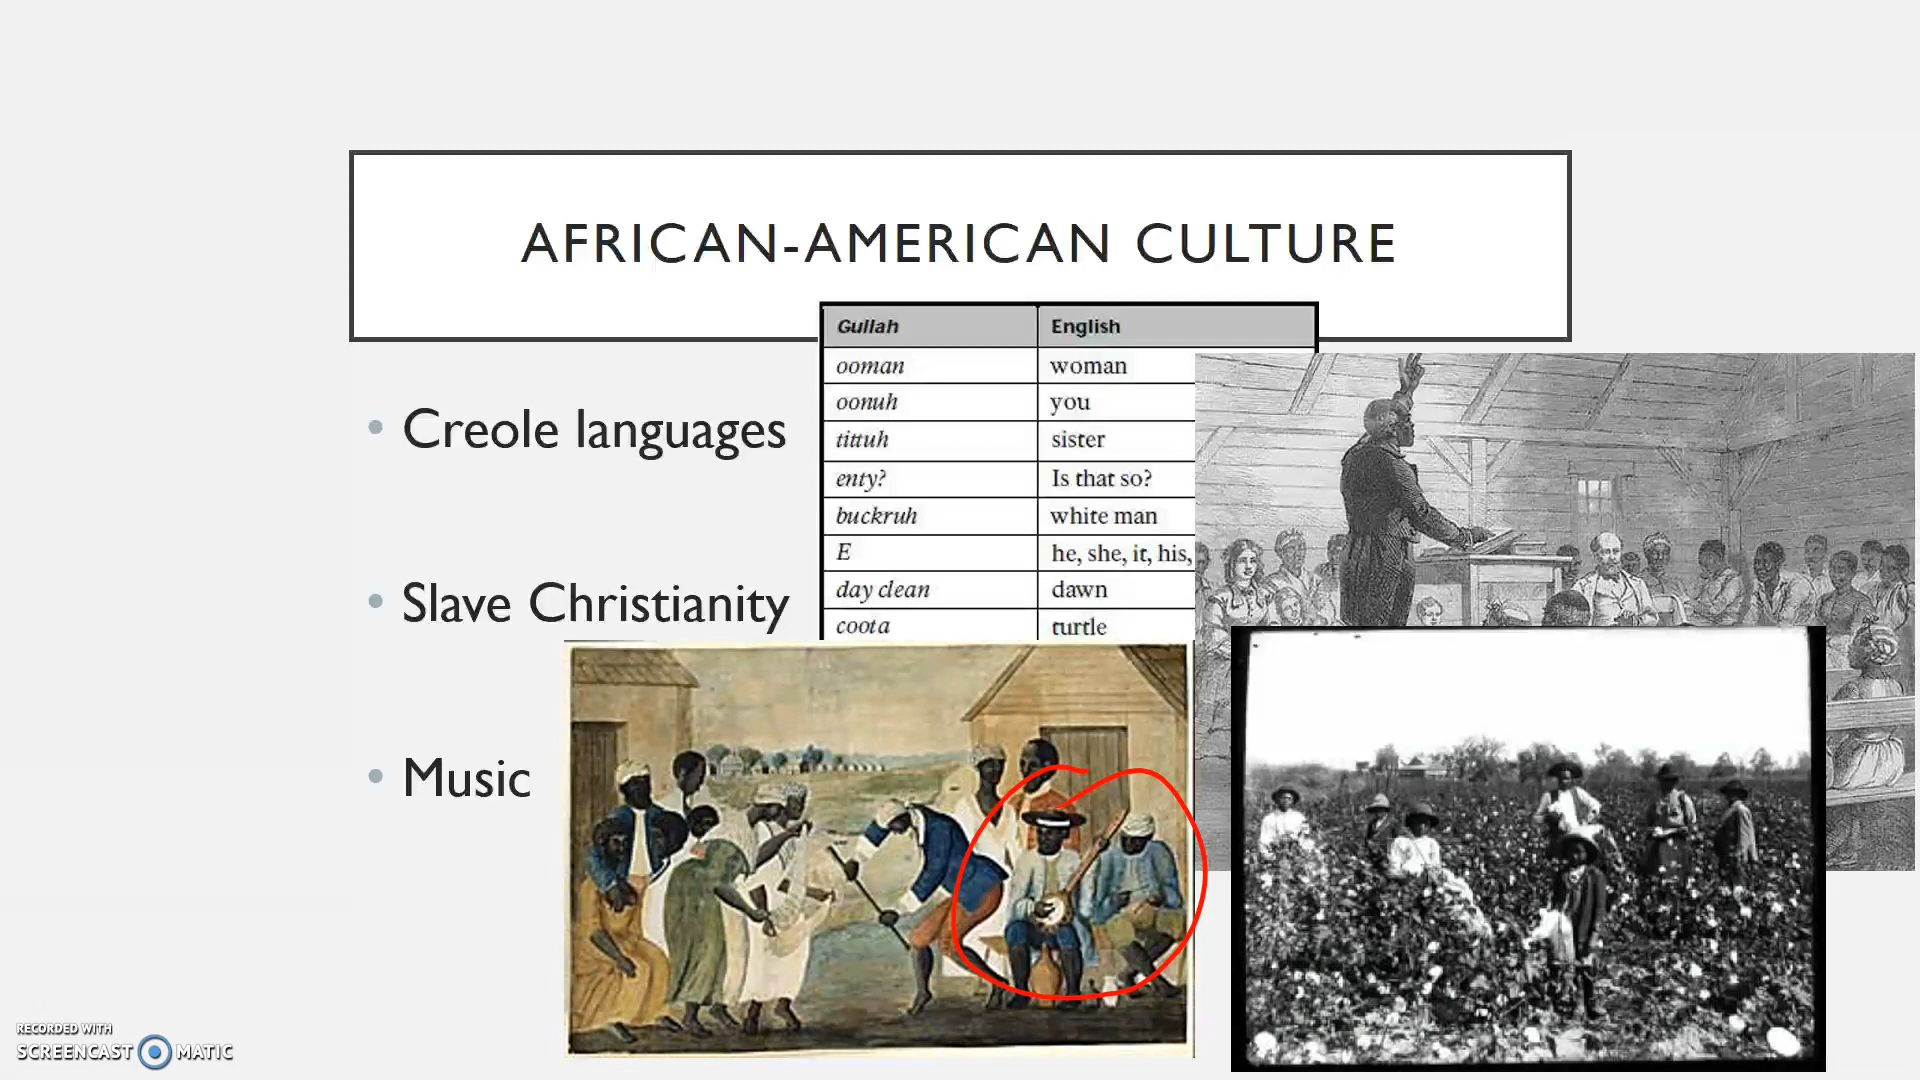 AFRICAN-AMERICAN CULTURE
Gullah English
ooman woman
oonuh you
tittuh sister
enty? Is that so?
buckruh white man
E he, she, it, his,
day clean dawn
coota turtle
• Creole languages
• Slave Christianity
• Music
RECORDED WITH
SCREENCAST MATIC